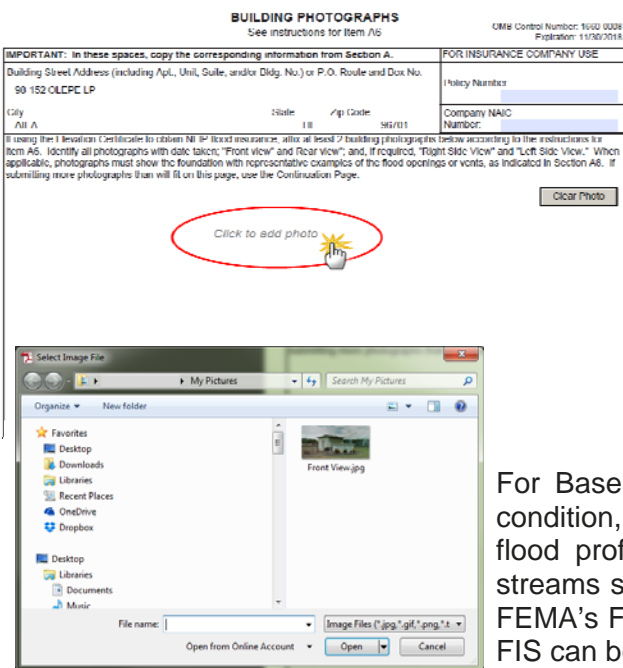 BUILDING PHOTOGRAPHS
See instructions for Item A6
OMB Control Number: 1660-0008
Expiration: 11/30/2018
IMPORTANT: In these spaces, copy the corresponding information from Section A.
FOR INSURANCE COMPANY USE
Building Street Address (including Apt., Unit, Suite, and/or Bldg. No.) or P.O. Route and Box No.
Policy Number
98 152 OLEPE LP
City State Zip Code
Company NAIC
Number:
96701
If using the Elevation Certificate to obtain NFIP flood insurance, affix at least 2 building photographs below according to the instructions for
Item A6. Identify all photographs with date taken; "Front view" and Rear view"; and, if required, "Right Side View" and "Left Side View." When
applicable, photographs must show the foundation with representative examples of the flood openings or vents, as indicated in Section A8. If
submitting more photographs than will fit on this page, use the Continuation Page.
Clear Photo
Click to add photo
Select Image File
My Pictures
Search My Pictures
Organize New folder
Favorites
Desktop
Downloads
Libraries
Recent Places
OneDrive
Dropbox
Desktop
Libraries
Documents
Music
Front View.jpg
File name:
Image Files (*.jpg,*.gif,*.png,*.t
Open from Online Account
Open
Cancel
For Base
condition,
flood prof
streams s
FEMA's F
FIS can b